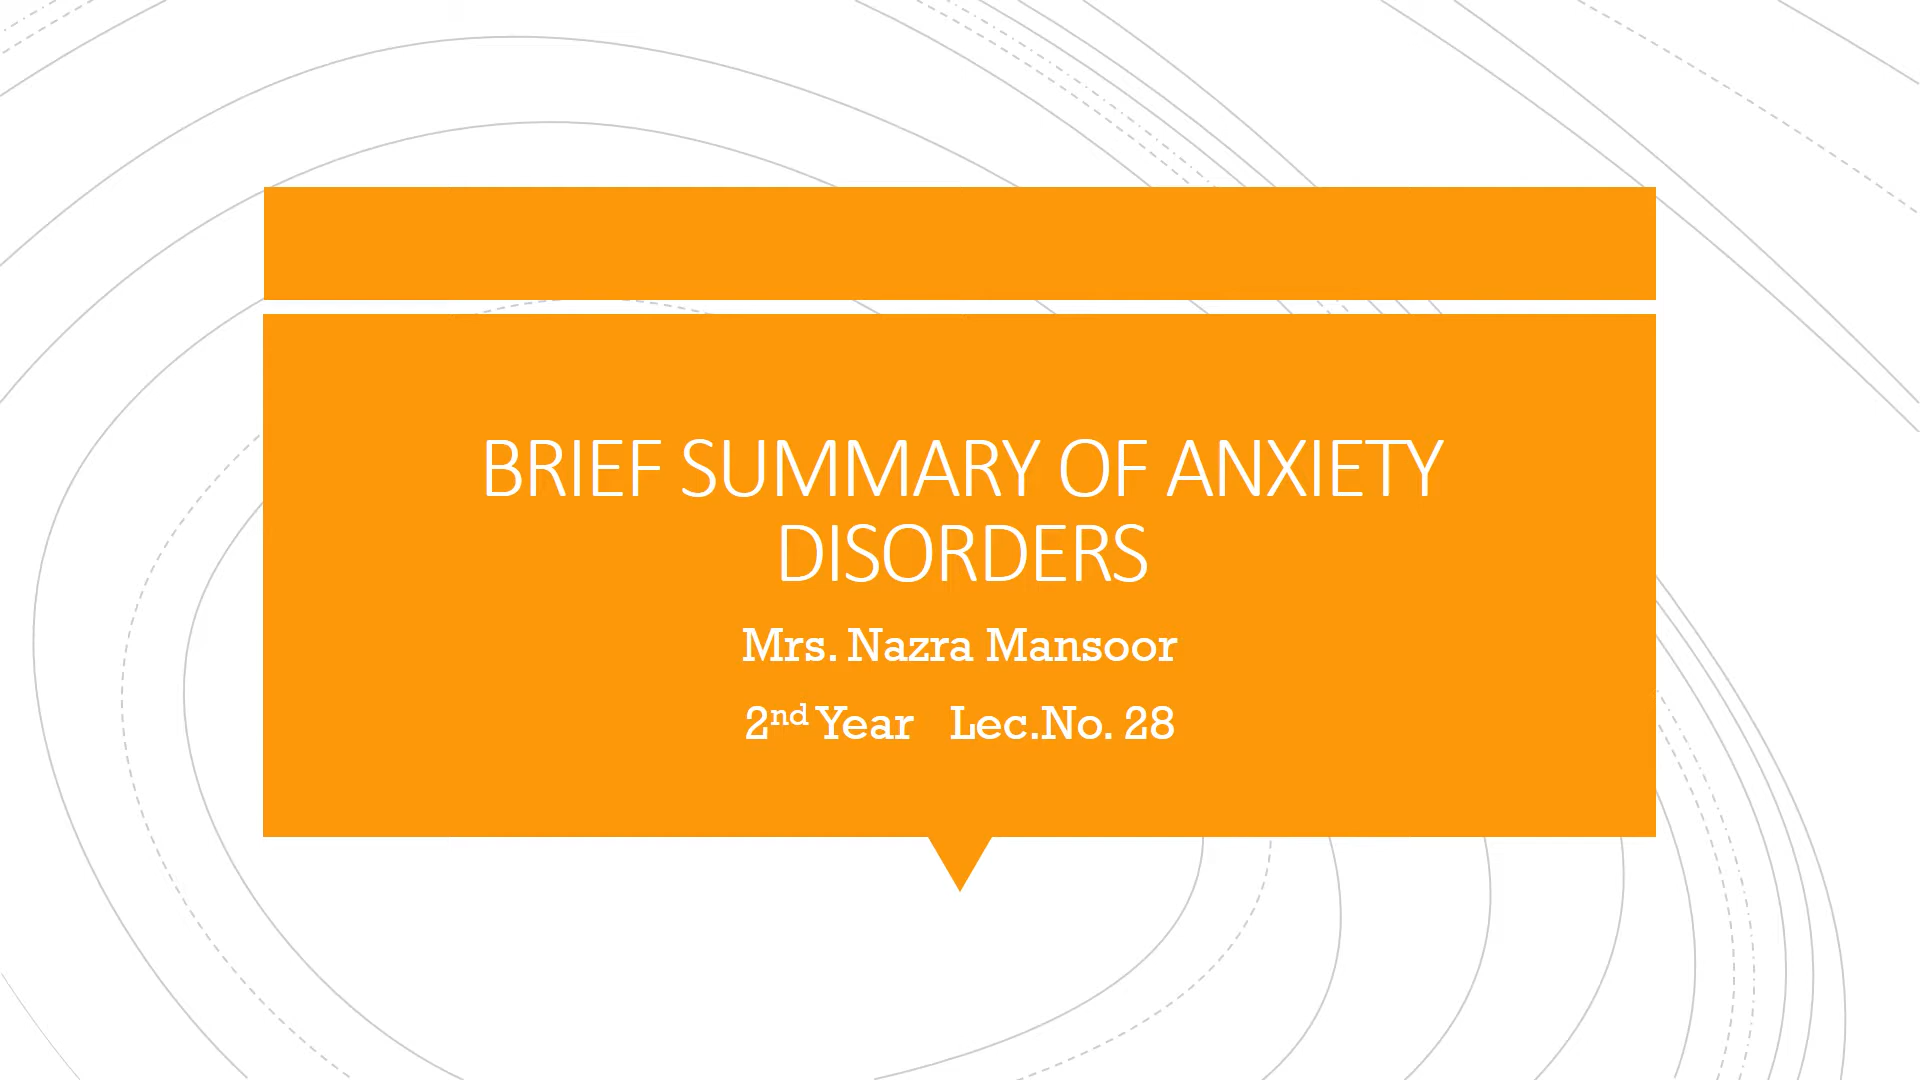 BRIEF SUMMARY OF ANXIETY
DISORDERS
Mrs. Nazra Mansoor
2nd Year Lec.No. 28